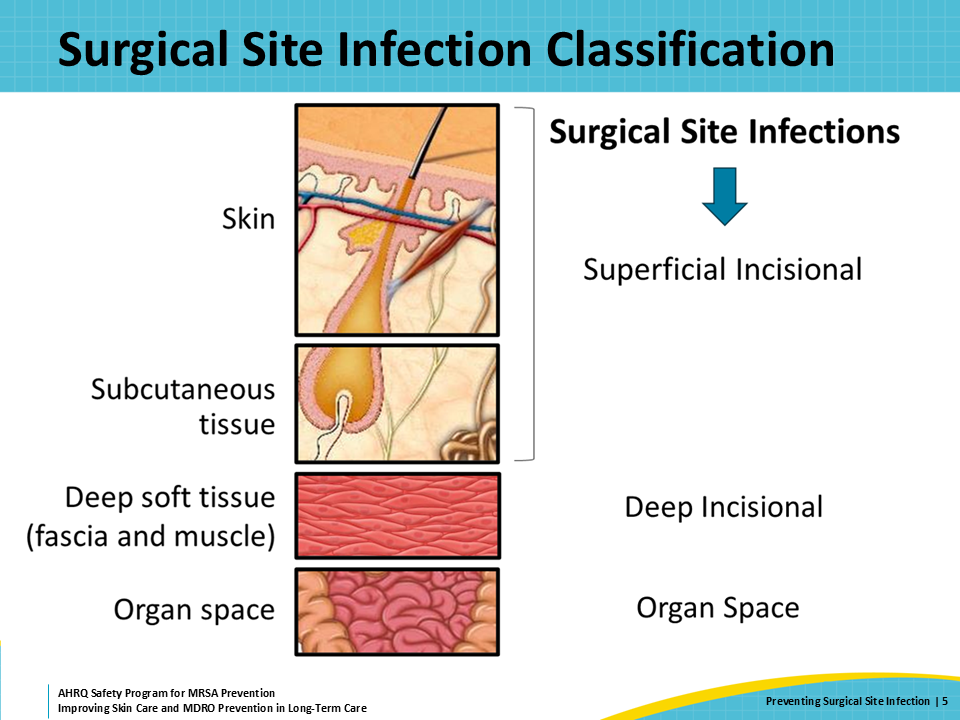 Surgical Site Infection Classification
Surgical Site Infections
Skin
Superficial Incisional
Subcutaneous
tissue
Deep soft tissue
(fascia and muscle)
Deep Incisional
Organ space
Organ Space
AHRQ Safety Program for MRSA Prevention
Improving Skin Care and MDRO Prevention in Long-Term Care
Preventing Surgical Site Infection | 5